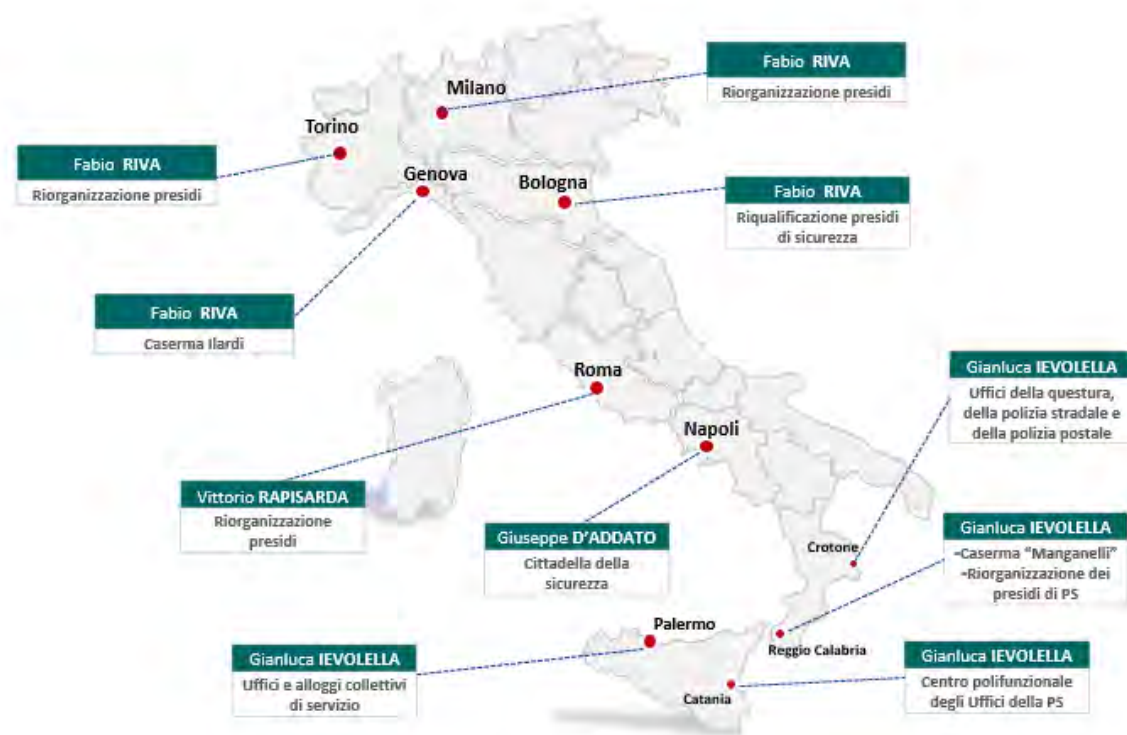 Fabio RIVA
Riorganizzazione presidi
Milano
Torino
Fabio RIVA
Riorganizzazione presidi
Genova
Bologna
Fabio RIVA
Riqualificazione presidi
di sicurezza
Fabio RIVA
Caserma Ilardi
Roma
Gianluca IEVOLELLA
Uffici della questura,
della polizia stradale e
della polizia postale
Napoli
Vittorio RAPISARDA
Riorganizzazione
presidi
Giuseppe D'ADDATO
Cittadella della
sicurezza
Crotone
Gianluca IEVOLELLA
-Caserma "Manganelli"
-Riorganizzazione dei
presidi di PS
Palermo
Reggio Calabria
Gianluca IEVOLELLA
Uffici e alloggi collettivi
di servizio
Catania
Gianluca IEVOLELLA
Centro polifunzionale
degli Uffici della PS